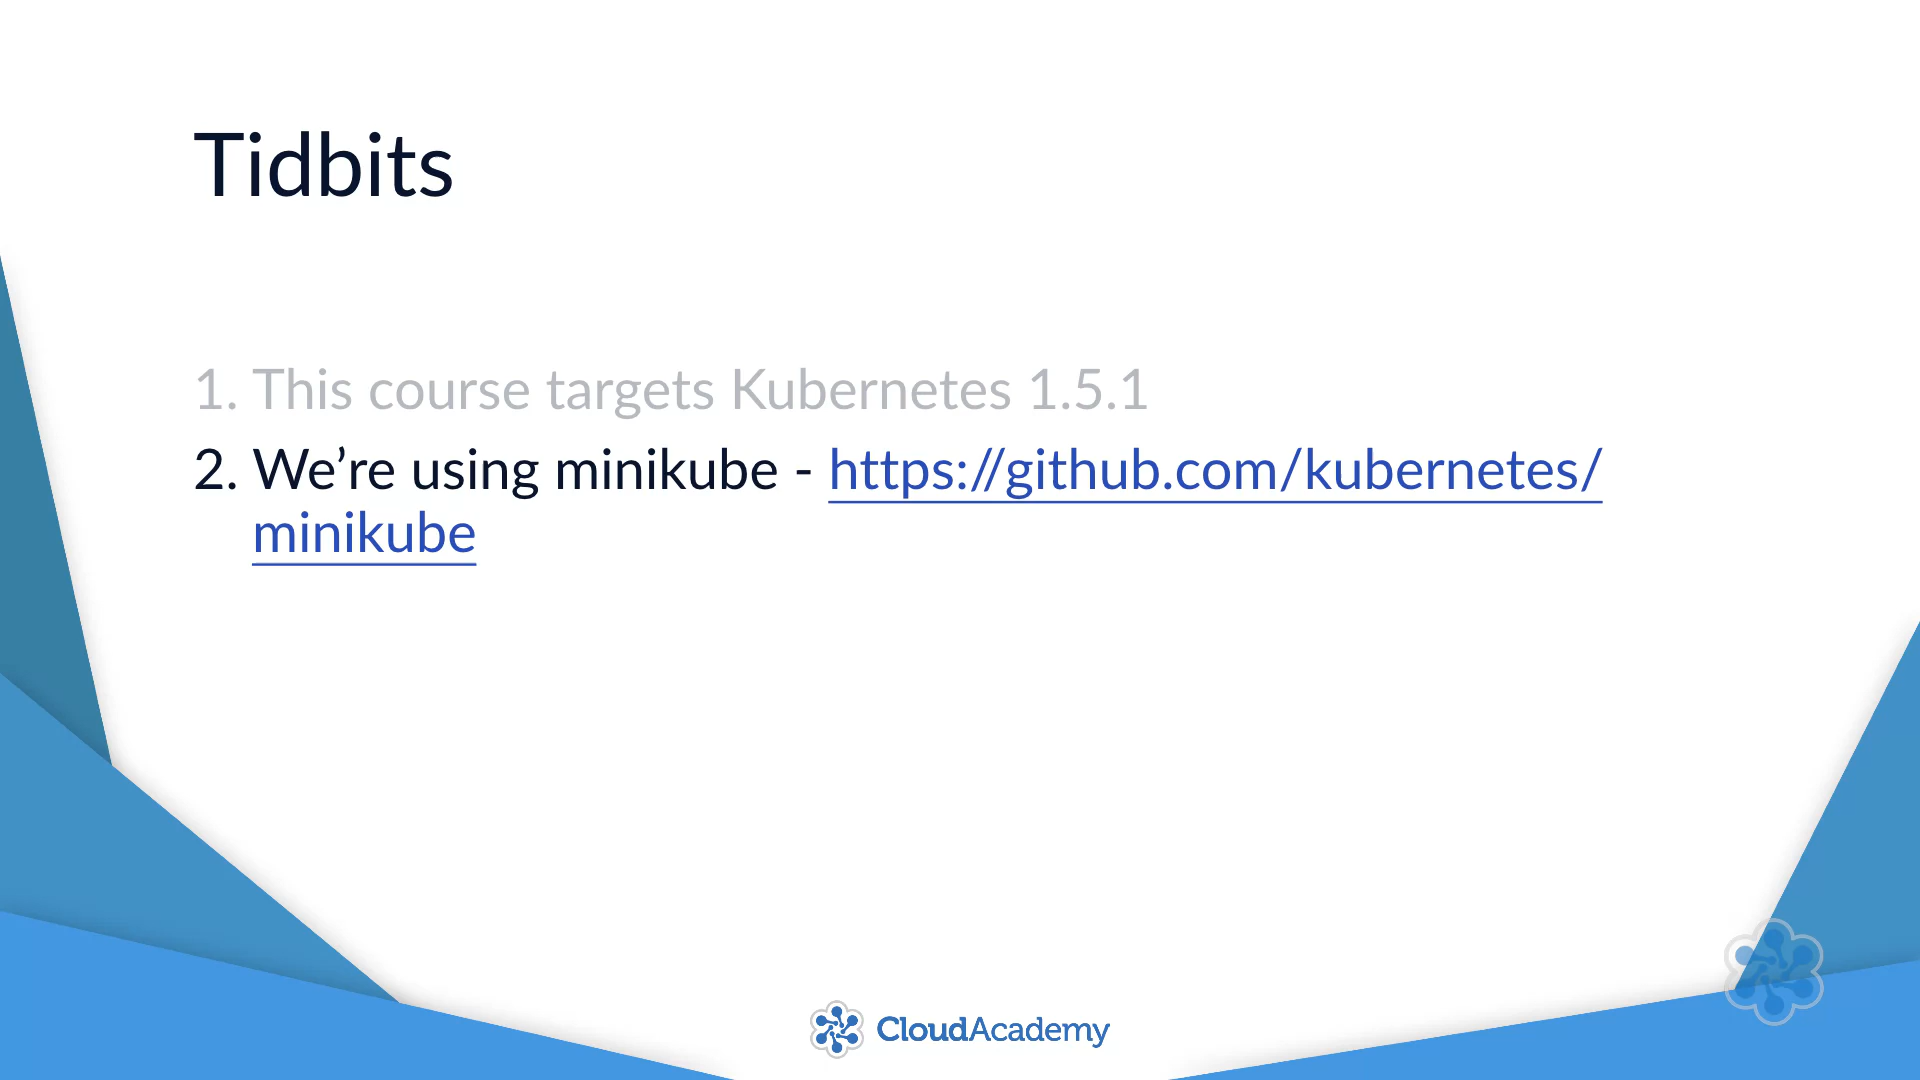 Tidbits
1. This course targets Kubernetes 1.5.1
2. We’re using minikube - https://github.com/kubernetes/
minikube
CloudAcademy